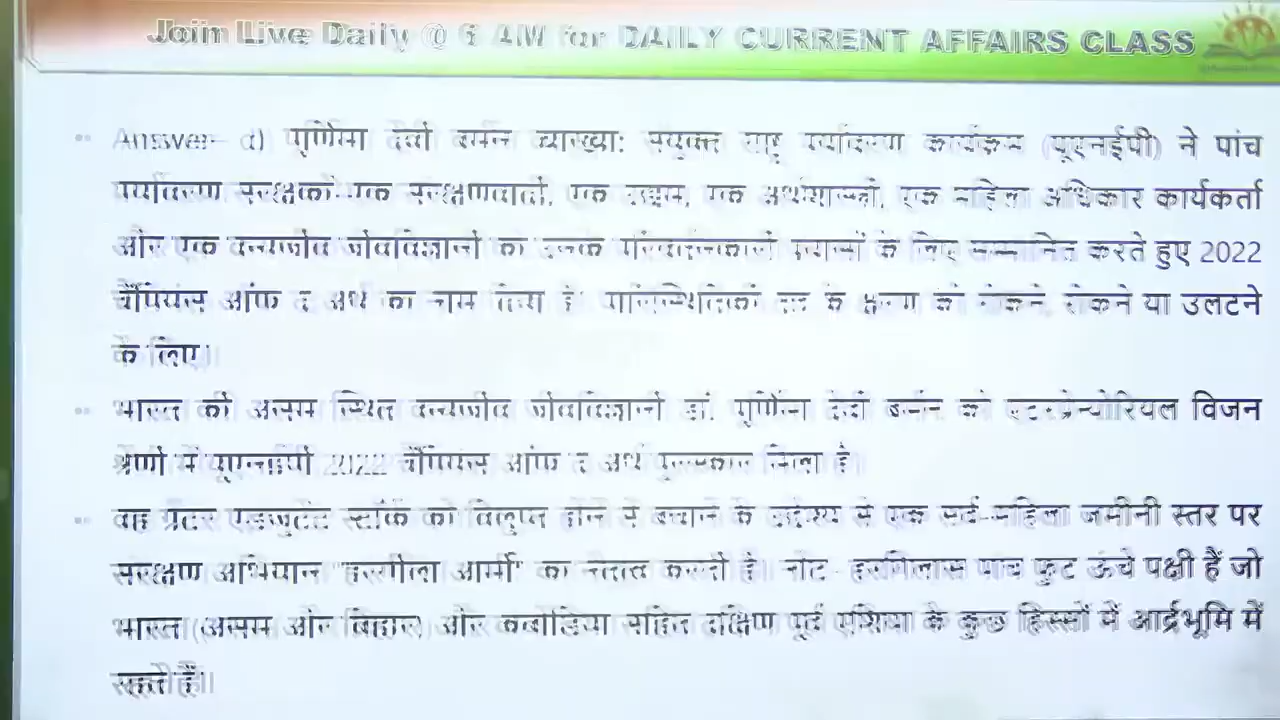 Join Live Daily @ 6 AM for DAILY CURRENT AFFAIRS CLASS
Answer- d) पूर्णिमा देवी बर्मन व्याख्या: संयुक्त राष्ट्र पर्यावरण कार्यक्रम (यूएनईपी) ने पांच
पर्यावरण संरक्षकों-एक संरक्षणवादी, एक उद्यम, एक अर्थशास्त्री, एक महिला अधिकार कार्यकर्ता
और एक वन्यजीव जीवविज्ञानी को उनके परिवर्तनकारी प्रयासों के लिए सम्मानित करते हुए 2022
चैंपियंस ऑफ द अर्थ का नाम दिया है। पारिस्थितिकी तंत्र के क्षरण को रोकने, रोकने या उलटने
के लिए।
भारत की असम स्थित वन्यजीव जीवविज्ञानी डॉ. पूर्णिमा देवी बर्मन को एंटरप्रेन्योरियल विजन
श्रेणी में यूएनईपी 2022 चैंपियंस ऑफ द अर्थ पुरस्कार मिला है।
वह ग्रेटर एडजुटेंट स्टॉर्क को विलुप्त होने से बचाने के उद्देश्य से एक सर्व-महिला जमीनी स्तर पर
संरक्षण अभियान "हरगीला आर्मी" का नेतृत्व करती है। नोट- हरगिलास पांच फुट ऊंचे पक्षी हैं जो
भारत (असम और बिहार) और कंबोडिया सहित दक्षिण पूर्व एशिया के कुछ हिस्सों में आर्द्रभूमि में
रहते हैं।